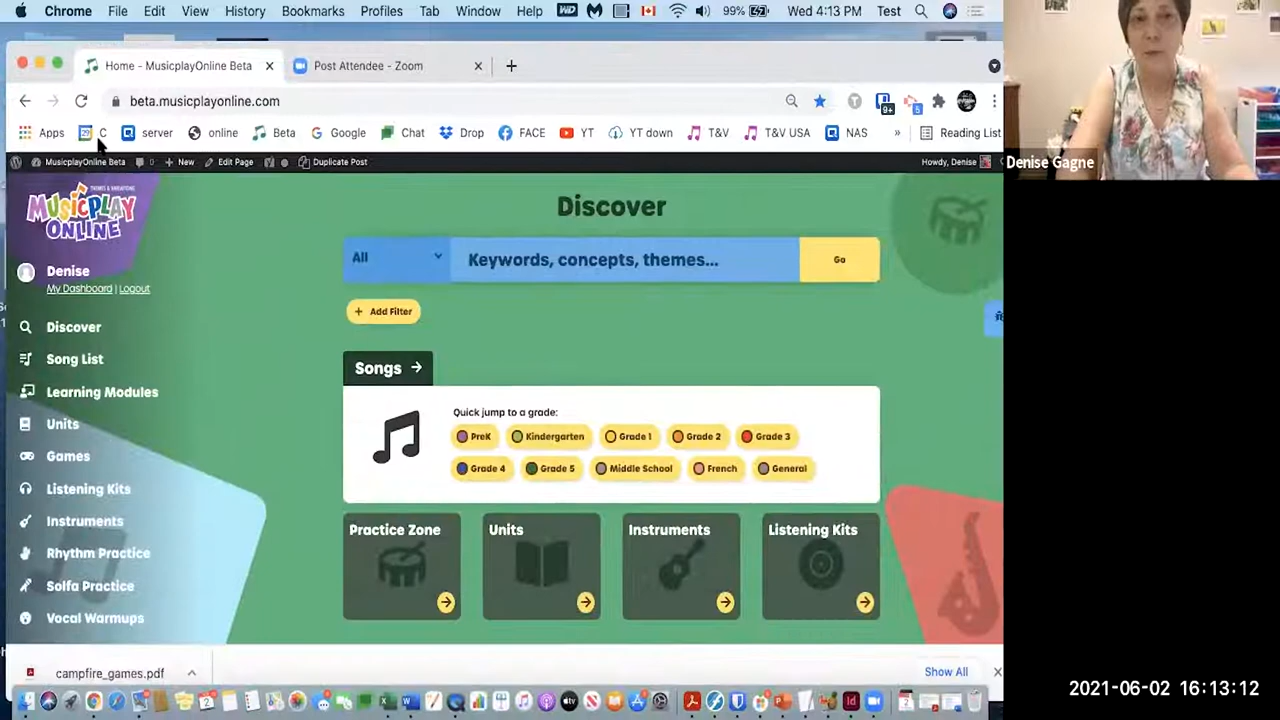 Chrome File Edit View History Bookmarks Profiles Tab Window Help 99% Wed 4:13 PM Test
Home - MusicplayOnline Beta
Post Attendee - Zoom
beta.musicplayonline.com
9+
5
Apps C server online Beta Google Chat Drop FACE YT YT down T&V T&V USA NAS » Reading List
MusicplayOnline Beta 0 + New Edit Page Duplicate Post Howdy, Denise
Denise Gagne
THEMES & VARIATIONS
MUSICPLAY
ONLINE
Denise
My Dashboard | Logout
Discover
Song List
Learning Modules
Units
Games
Listening Kits
Instruments
Rhythm Practice
Solfa Practice
Vocal Warmups
Discover
All
Keywords, concepts, themes...
Go
+ Add Filter
Songs →
Quick jump to a grade:
PreK Kindergarten Grade 1 Grade 2 Grade 3
Grade 4 Grade 5 Middle School French General
Practice Zone
Units
Instruments
Listening Kits
campfire_games.pdf
Show All
2021-06-02 16:13:12